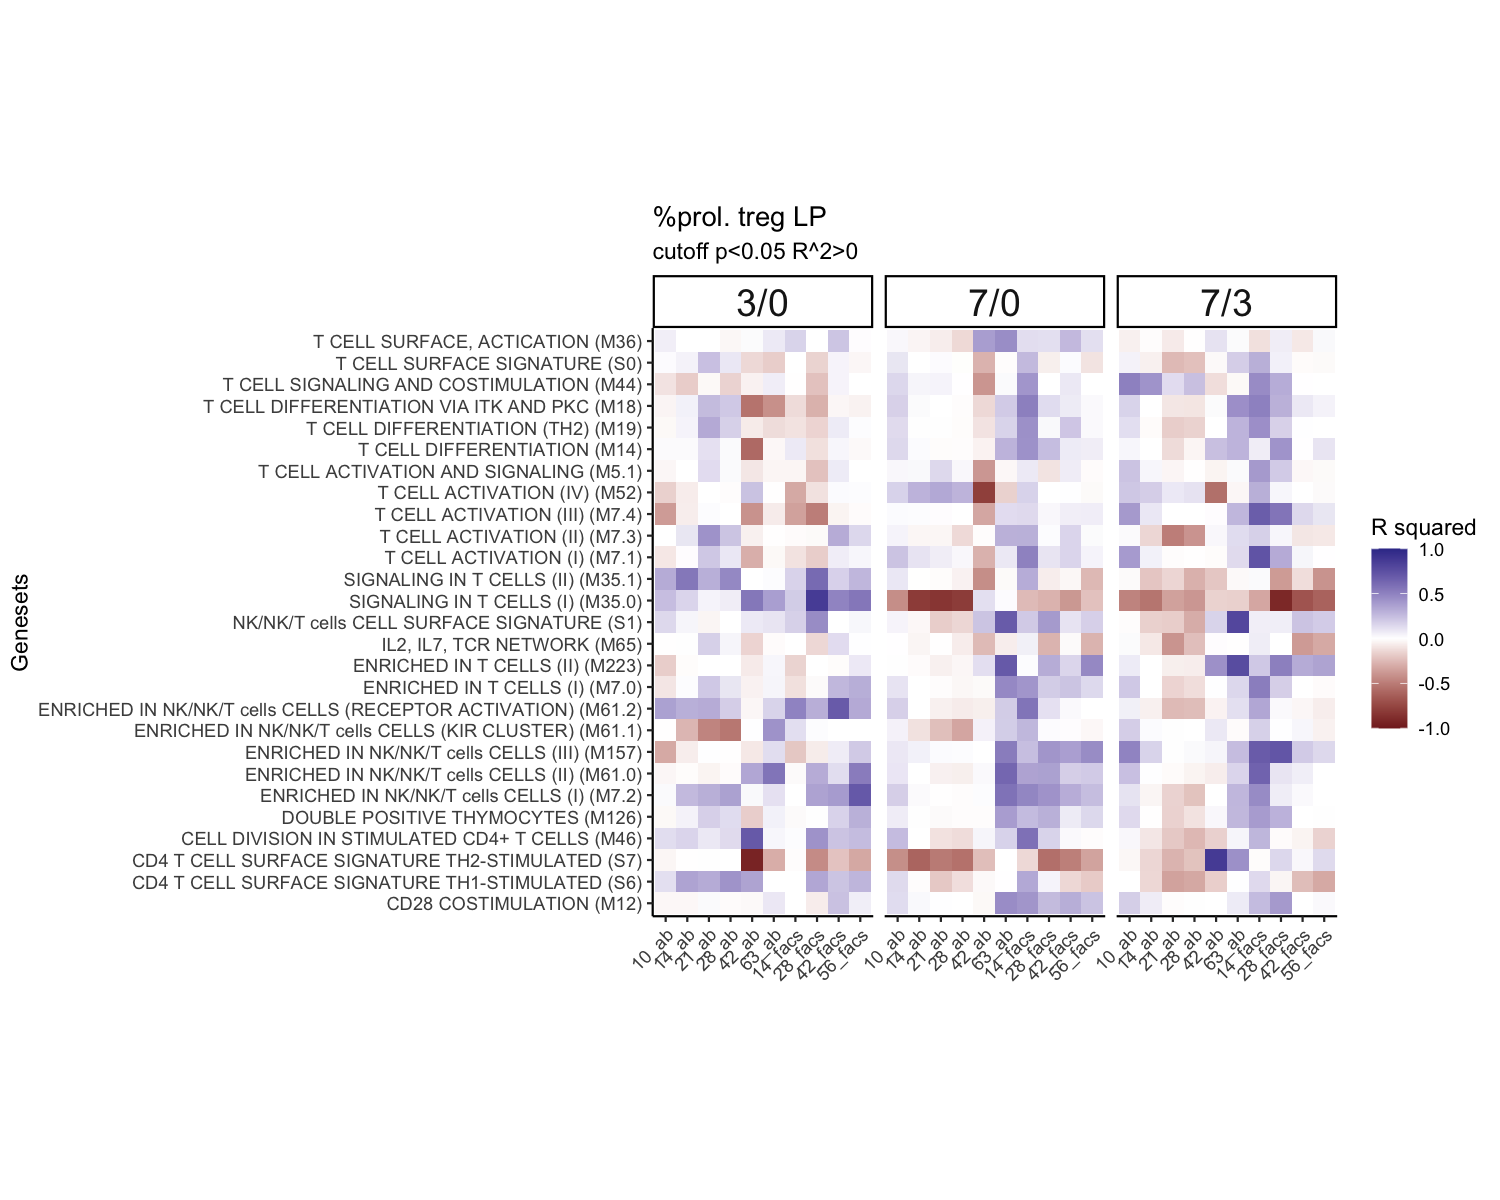 %prol. treg LP
cutoff p<0.05 R^2>0
3/0
7/0
7/3
T CELL SURFACE, ACTICATION (M36)
T CELL SURFACE SIGNATURE (S0)
T CELL SIGNALING AND COSTIMULATION (M44)
T CELL DIFFERENTIATION VIA ITK AND PKC (M18)
T CELL DIFFERENTIATION (TH2) (M19)
T CELL DIFFERENTIATION (M14)
T CELL ACTIVATION AND SIGNALING (M5.1)
T CELL ACTIVATION (IV) (M52)
T CELL ACTIVATION (III) (M7.4)
T CELL ACTIVATION (II) (M7.3)
T CELL ACTIVATION (I) (M7.1)
SIGNALING IN T CELLS (II) (M35.1)
SIGNALING IN T CELLS (I) (M35.0)
NK/NK/T cells CELL SURFACE SIGNATURE (S1)
IL2, IL7, TCR NETWORK (M65)
ENRICHED IN T CELLS (II) (M223)
ENRICHED IN T CELLS (I) (M7.0)
ENRICHED IN NK/NK/T cells CELLS (RECEPTOR ACTIVATION) (M61.2)
ENRICHED IN NK/NK/T cells CELLS (KIR CLUSTER) (M61.1)
ENRICHED IN NK/NK/T cells CELLS (III) (M157)
ENRICHED IN NK/NK/T cells CELLS (II) (M61.0)
ENRICHED IN NK/NK/T cells CELLS (I) (M7.2)
DOUBLE POSITIVE THYMOCYTES (M126)
CELL DIVISION IN STIMULATED CD4+ T CELLS (M46)
CD4 T CELL SURFACE SIGNATURE TH2-STIMULATED (S7)
CD4 T CELL SURFACE SIGNATURE TH1-STIMULATED (S6)
CD28 COSTIMULATION (M12)
Genesets
10_ab
14_ab
21_ab
28_ab
42_ab
63_ab
14_facs
28_facs
42_facs
56_facs
10_ab
14_ab
21_ab
28_ab
42_ab
63_ab
14_facs
28_facs
42_facs
56_facs
10_ab
14_ab
21_ab
28_ab
42_ab
63_ab
14_facs
28_facs
42_facs
56_facs
R squared
1.0
0.5
0.0
-0.5
-1.0